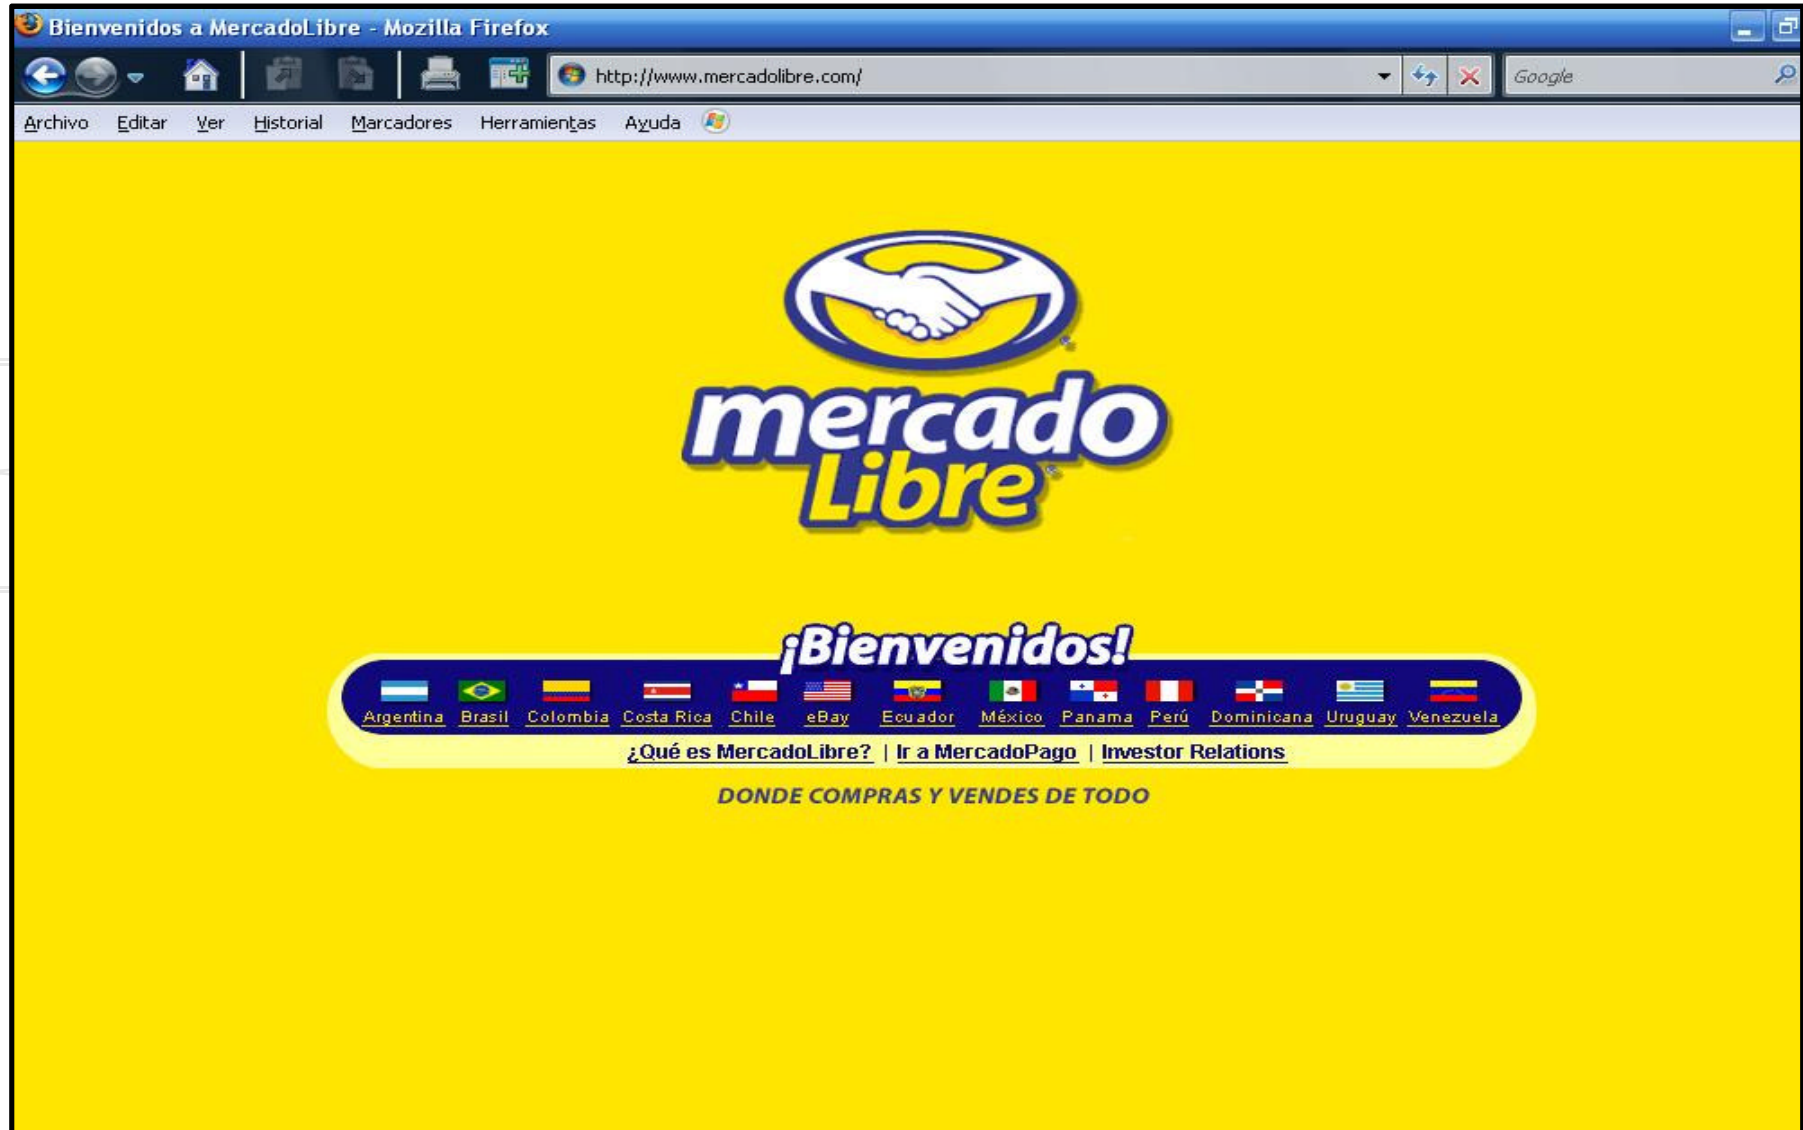 Bienvenidos a MercadoLibre - Mozilla Firefox
http://www.mercadolibre.com/ Google
Archivo Editar Ver Historial Marcadores Herramientas Ayuda
mercado
Libre
¡Bienvenidos!
Argentina Brasil Colombia Costa Rica Chile eBay Ecuador México Panama Perú Dominicana Uruguay Venezuela
¿Qué es MercadoLibre? | Ir a MercadoPago | Investor Relations
DONDE COMPRAS Y VENDES DE TODO